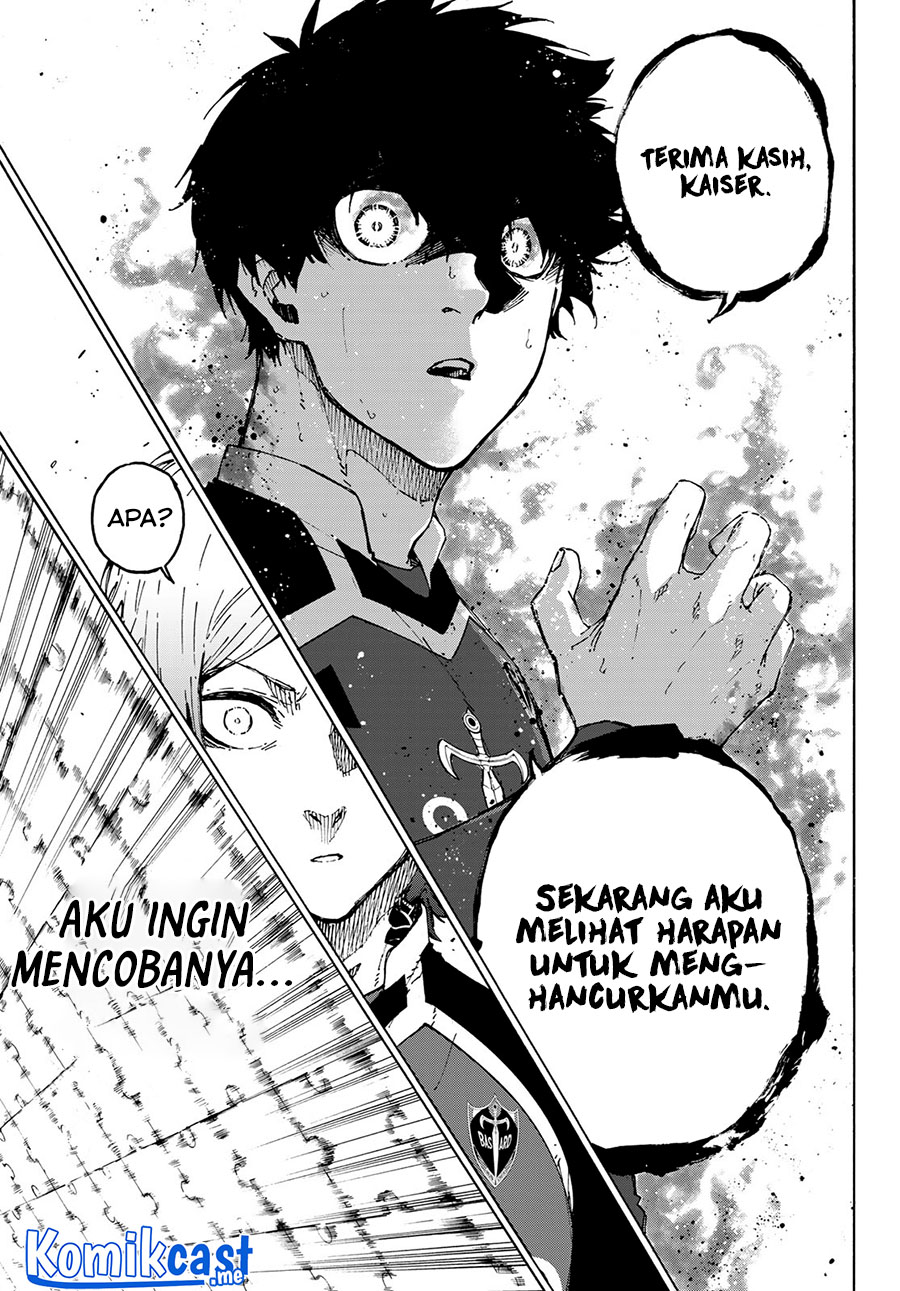 TERIMA KASIH,
KAISER.
APA?
SEKARANG AKU
MELIHAT HARAPAN
UNTUK MENG-
HANCURKANMU.
AKU INGIN
MENCOBANYA...
BASTARD
Komikcast
.me